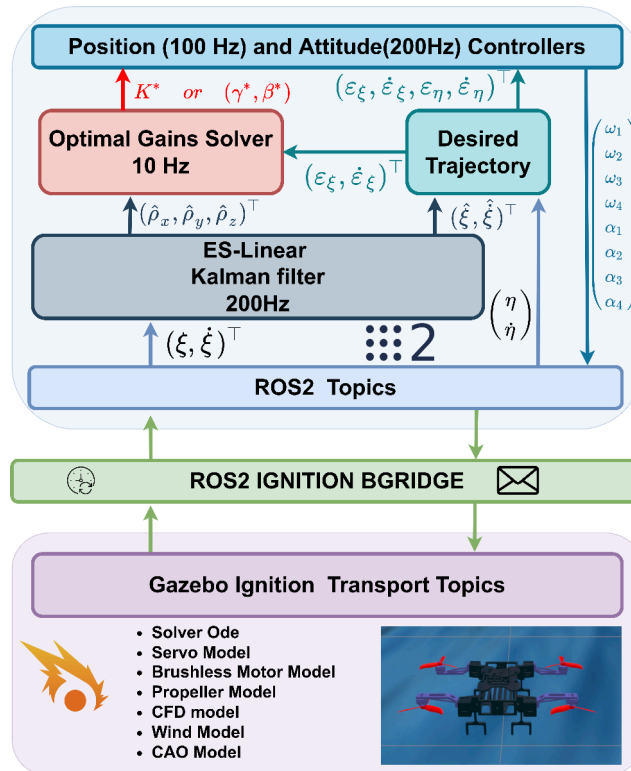 Position (100 Hz) and Attitude(200Hz) Controllers
K* or (γ*, β*)
(ε_ξ, ε̇_ξ, ε_η, ε̇_η)^⊤
Optimal Gains Solver
10 Hz
(ε_ξ, ε̇_ξ)^⊤
Desired
Trajectory
ω₁
ω₂
ω₃
ω₄
α₁
α₂
α₃
α₄
(ρ̂_x, ρ̂_y, ρ̂_z)^⊤
(ξ̂, ξ̇̂)^⊤
ES-Linear
Kalman filter
200Hz
(ξ, ξ̇)^⊤
2
η
η̇
ROS2 Topics
ROS2 IGNITION BGRIDGE
Gazebo Ignition Transport Topics
• Solver Ode
• Servo Model
• Brushless Motor Model
• Propeller Model
• CFD model
• Wind Model
• CAO Model